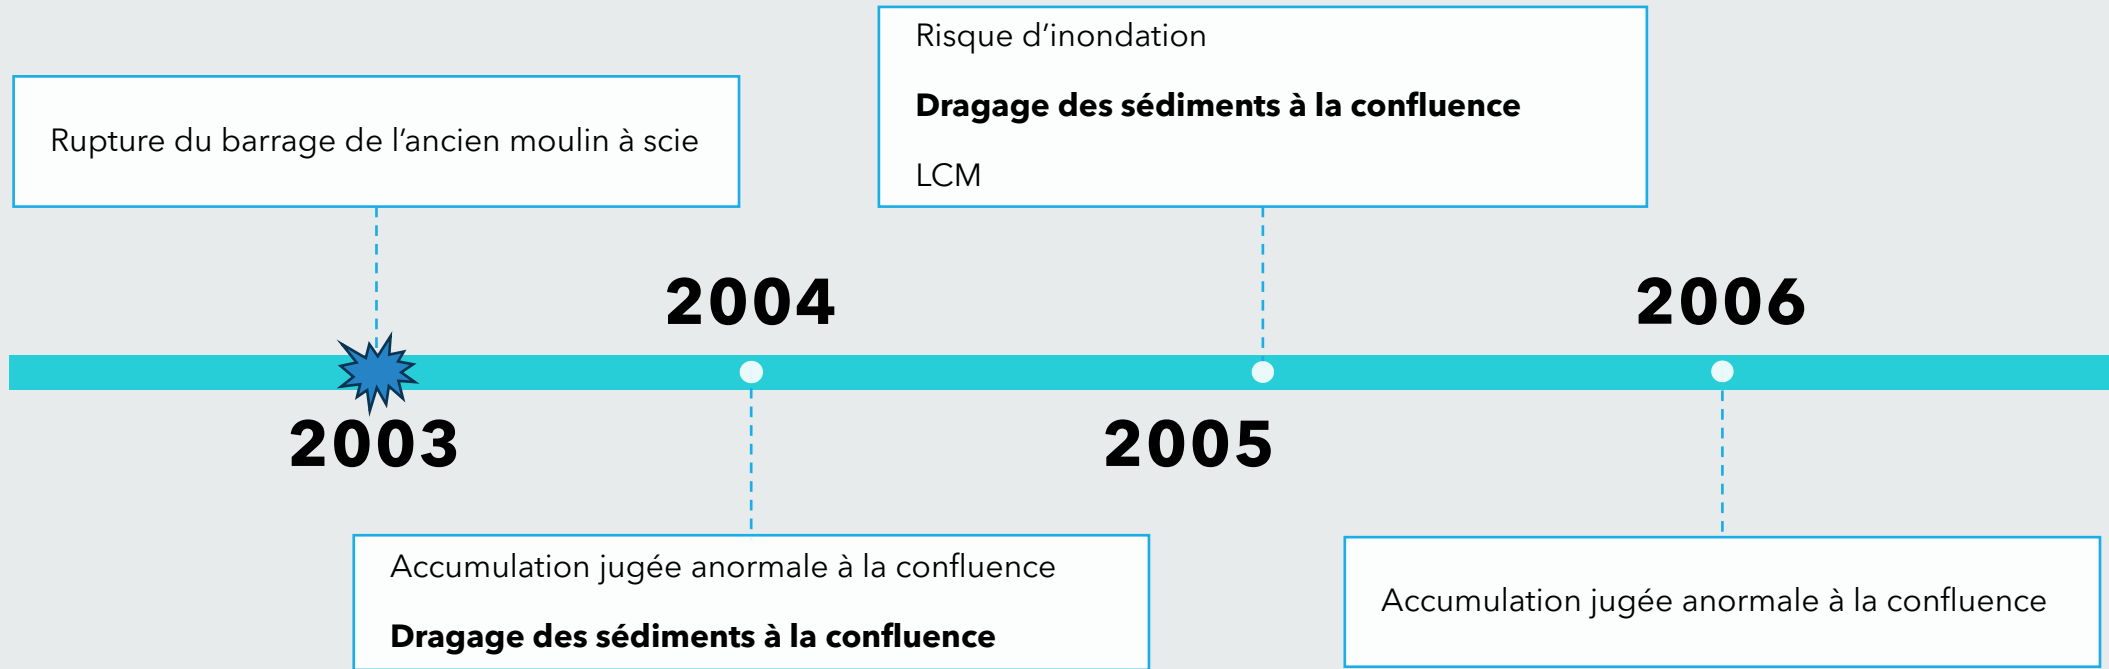 Rupture du barrage de l’ancien moulin à scie
2003
2004
Accumulation jugée anormale à la confluence
Dragage des sédiments à la confluence
Risque d’inondation
Dragage des sédiments à la confluence
LCM
2005
2006
Accumulation jugée anormale à la confluence